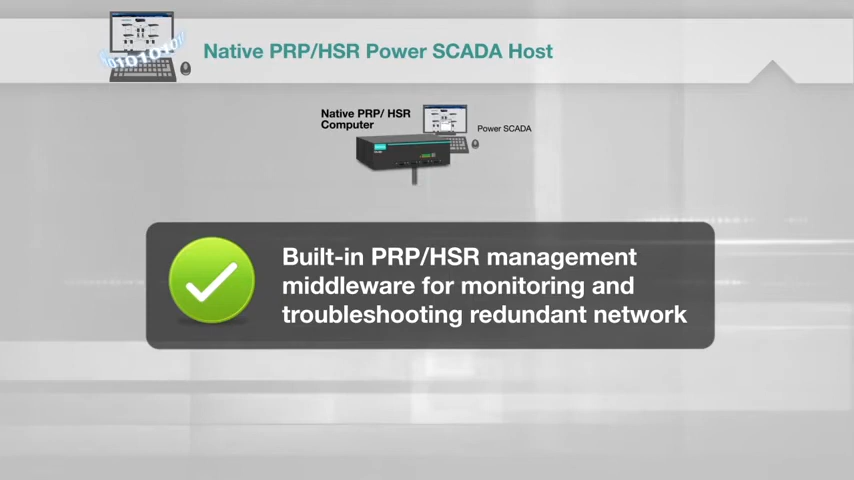 Native PRP/HSR Power SCADA Host
Native PRP/ HSR
Computer
Power SCADA
Built-in PRP/HSR management
middleware for monitoring and
troubleshooting redundant network